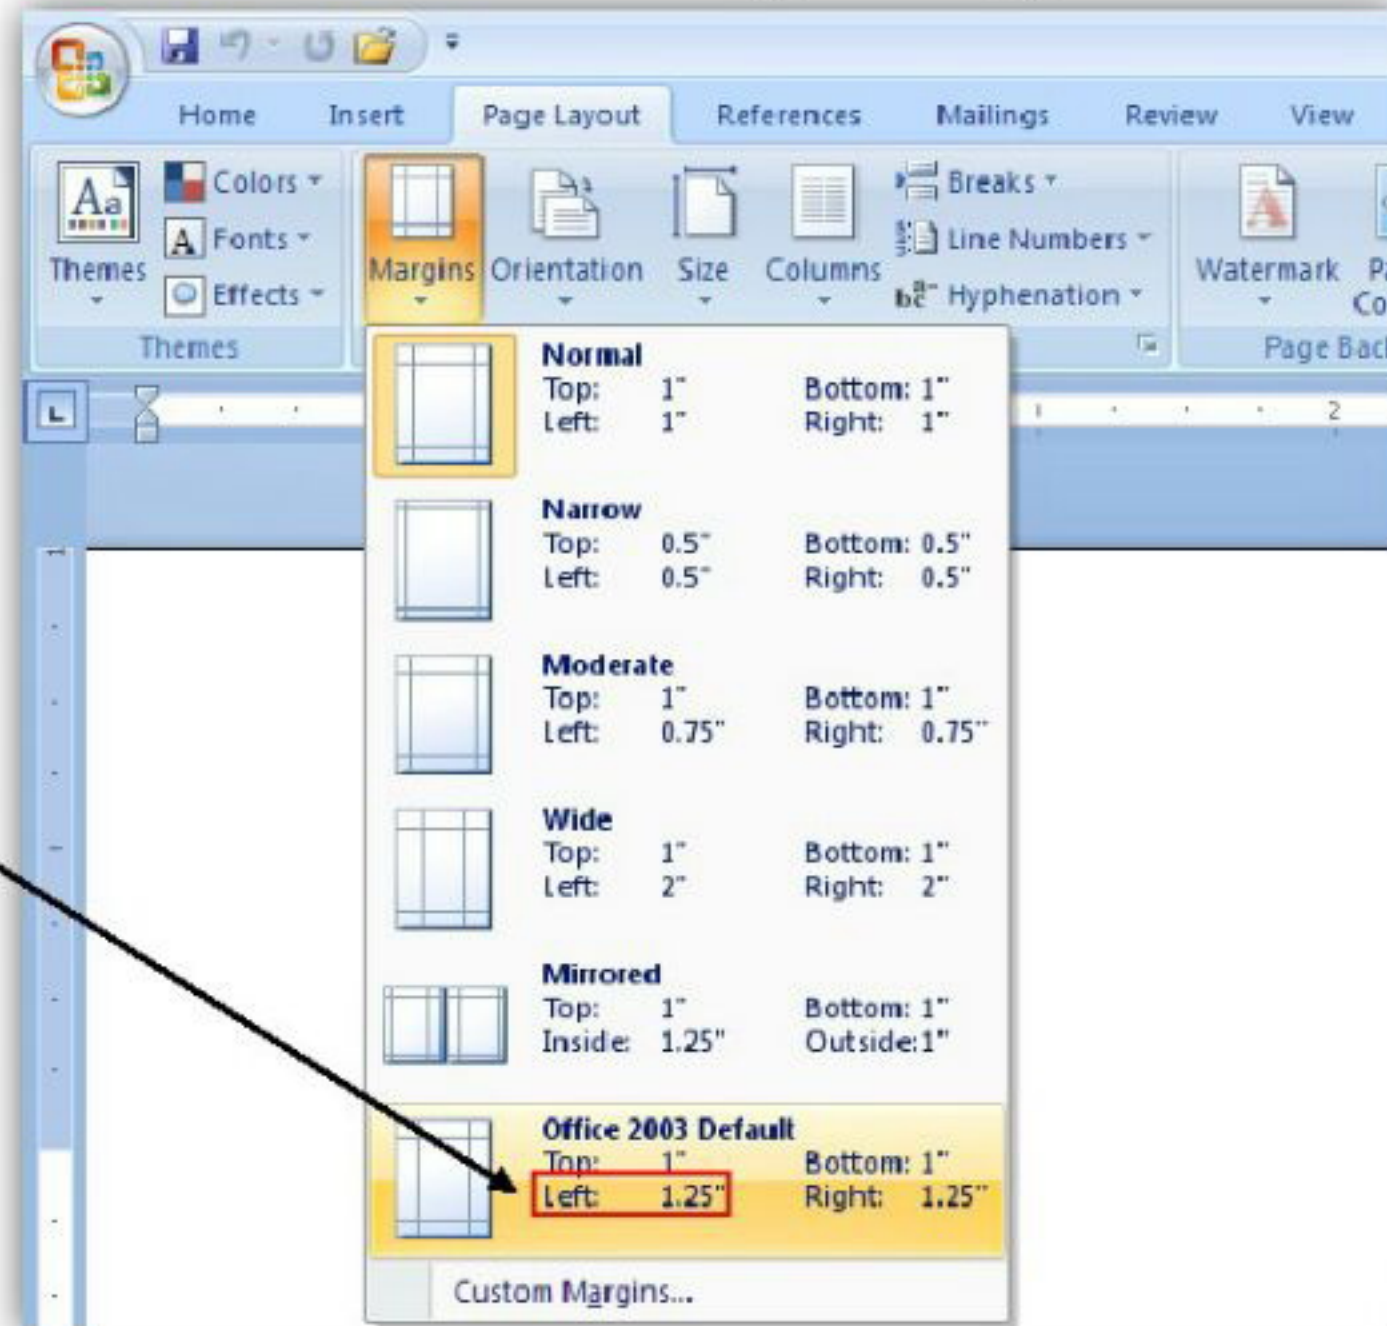 Home Insert Page Layout References Mailings Review View
Colors Breaks
Fonts Line Numbers
Themes Effects Margins Orientation Size Columns Hyphenation Watermark
Themes Page
Normal
Top: 1" Bottom: 1"
Left: 1" Right: 1"
1 2
Narrow
Top: 0.5" Bottom: 0.5"
Left: 0.5" Right: 0.5"
Moderate
Top: 1" Bottom: 1"
Left: 0.75" Right: 0.75"
Wide
Top: 1" Bottom: 1"
Left: 2" Right: 2"
Mirrored
Top: 1" Bottom: 1"
Inside: 1.25" Outside:1"
Office 2003 Default
Top: 1" Bottom: 1"
Left: 1.25" Right: 1.25"
Custom Margins...